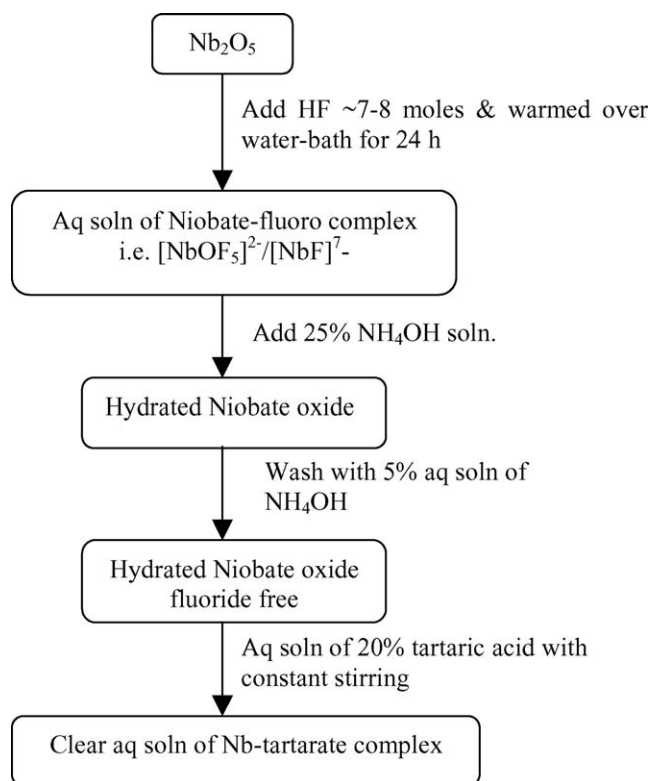 Nb₂O₅
Add HF ~7-8 moles & warmed over
water-bath for 24 h
Aq soln of Niobate-fluoro complex
i.e. [NbOF₅]²⁻/[NbF]⁷-
Add 25% NH₄OH soln.
Hydrated Niobate oxide
Wash with 5% aq soln of
NH₄OH
Hydrated Niobate oxide
fluoride free
Aq soln of 20% tartaric acid with
constant stirring
Clear aq soln of Nb-tartarate complex